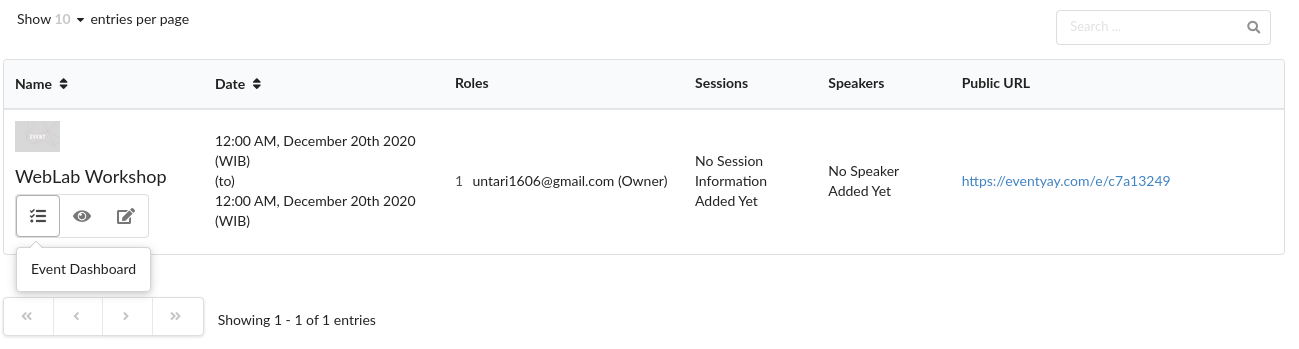 Show 10 entries per page
Search ...
Name Date Roles Sessions Speakers Public URL
EVENT
WebLab Workshop
12:00 AM, December 20th 2020
(WIB)
(to)
12:00 AM, December 20th 2020
(WIB)
1 untari1606@gmail.com (Owner)
No Session
Information
Added Yet
No Speaker
Added Yet
https://eventyay.com/e/c7a13249
Event Dashboard
Showing 1 - 1 of 1 entries